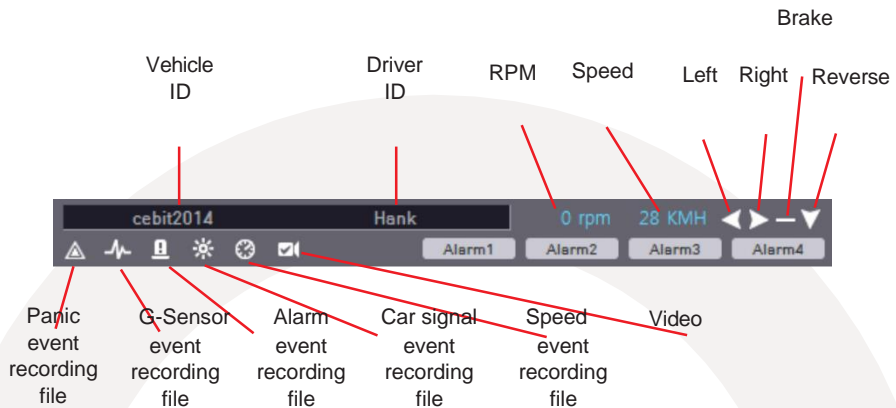 Brake
Vehicle
ID
Driver
ID
RPM
Speed
Left
Right
Reverse
cebit2014
Hank
0 rpm
28 KMH
Alarm1
Alarm2
Alarm3
Alarm4
Panic
event
recording
file
G-Sensor
event
recording
file
Alarm
event
recording
file
Car signal
event
recording
file
Speed
event
recording
file
Video